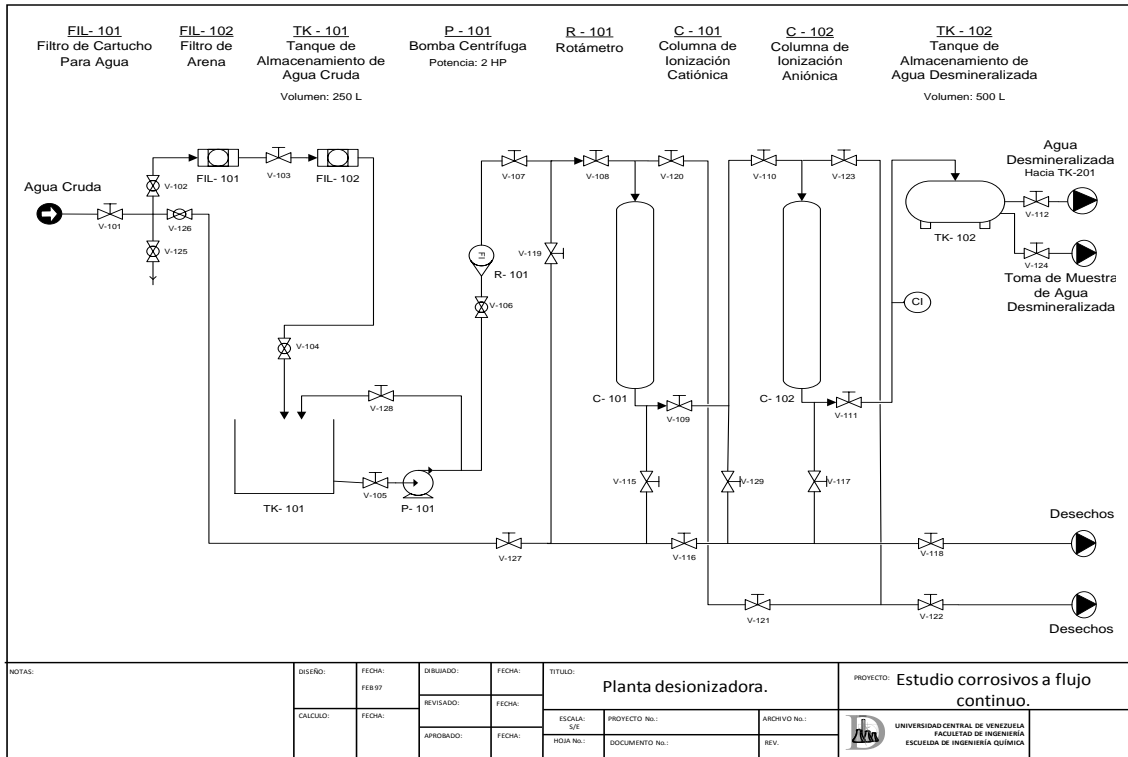 FIL- 101
Filtro de Cartucho
Para Agua
FIL- 102
Filtro de
Arena
TK - 101
Tanque de
Almacenamiento de
Agua Cruda
Volumen: 250 L
P - 101
Bomba Centrífuga
Potencia: 2 HP
R - 101
Rotámetro
C - 101
Columna de
Ionización
Catiónica
C - 102
Columna de
Ionización
Aniónica
TK - 102
Tanque de
Almacenamiento de
Agua Desmineralizada
Volumen: 500 L
Agua Cruda
V-101
V-102
V-125
V-126
FIL- 101
V-103
FIL- 102
V-104
TK- 101
V-128
V-105
P- 101
FI
R- 101
V-106
V-107
V-119
V-108
V-120
C- 101
V-109
V-115
V-110
V-123
C- 102
V-111
V-129
V-117
CI
TK- 102
Agua
Desmineralizada
Hacia TK-201
V-112
V-124
Toma de Muestra
de Agua
Desmineralizada
V-127
V-116
V-118
Desechos
V-121
V-122
Desechos
NOTAS:
DISEÑO:
FECHA:
FEB 97
CALCULO:
FECHA:
DIBUJADO:
FECHA:
REVISADO:
FECHA:
APROBADO:
FECHA:
TITULO:
Planta desionizadora.
ESCALA:
S/E
PROYECTO No.:
ARCHIVO No.:
HOJA No.:
DOCUMENTO No.:
REV.
PROYECTO: Estudio corrosivos a flujo
continuo.
UNIVERSIDAD CENTRAL DE VENEZUELA
FACULETAD DE INGENIERÍA
ESCUELDA DE INGENIERÍA QUÍMICA